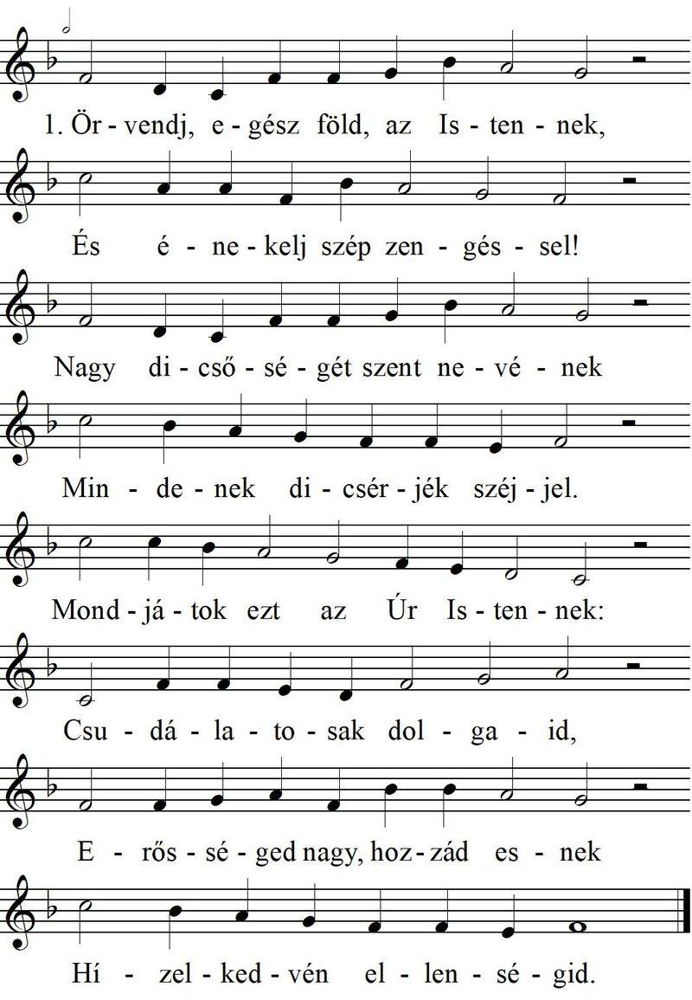 1. Ör - vendj, e - gész föld, az Is - ten - nek,
És é - ne - kelj szép zen - gés - sel!
Nagy di - cső - sé - gét szent ne - vé - nek
Min - de - nek di - csér - jék széj - jel.
Mond - já - tok ezt az Úr Is - ten - nek:
Csu - dá - la - to - sak dol - ga - id,
E - rős - sé - ged nagy, hoz - zád es - nek
Hí - zel - ked - vén el - len - sé - gid.